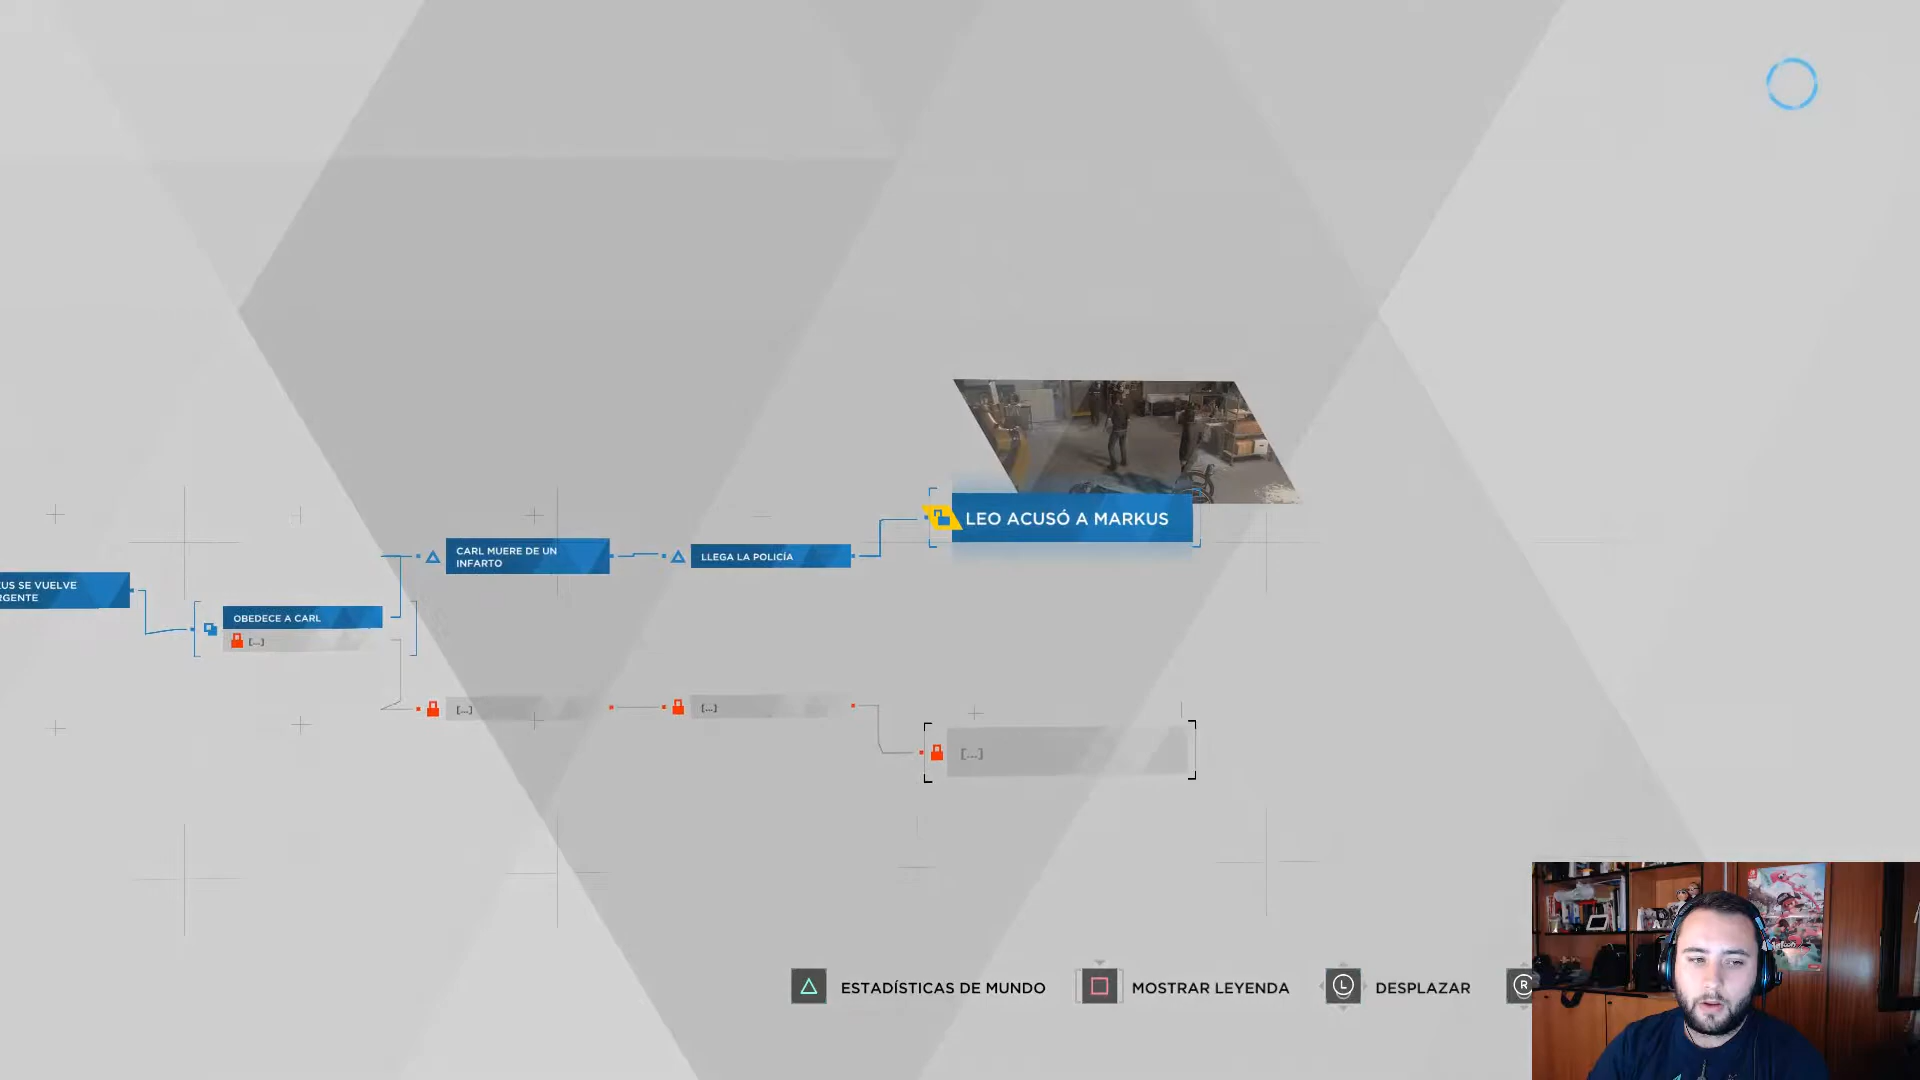 LEO ACUSÓ A MARKUS
CARL MUERE DE UN
INFARTO
LLEGA LA POLICÍA
US SE VUELVE
RGENTE
OBEDECE A CARL
[...]
[...]
[...]
[...]
ESTADÍSTICAS DE MUNDO
MOSTRAR LEYENDA
L
DESPLAZAR
R